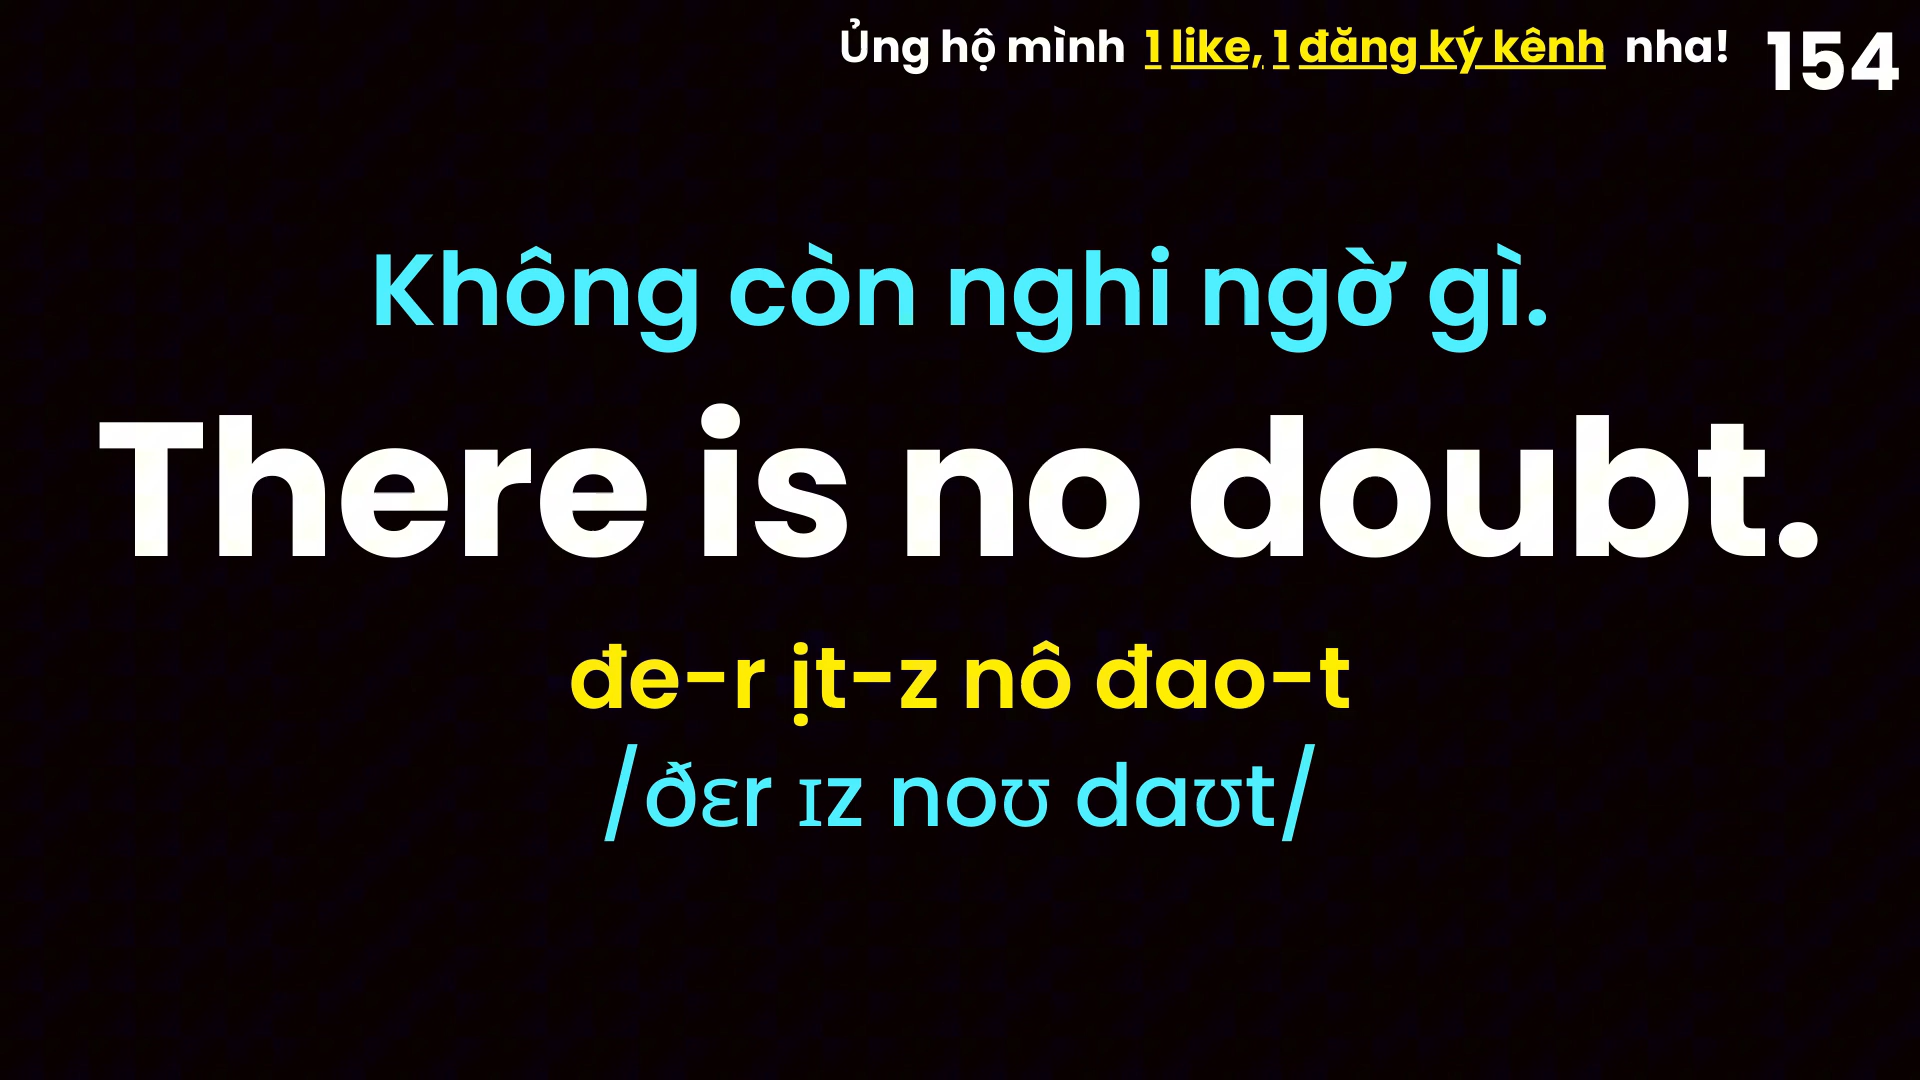 Ủng hộ mình 1 like, 1 đăng ký kênh nha! 154
Không còn nghi ngờ gì.
There is no doubt.
đe-r ịt-z nô đao-t
/ðɛr ɪz noʊ daʊt/